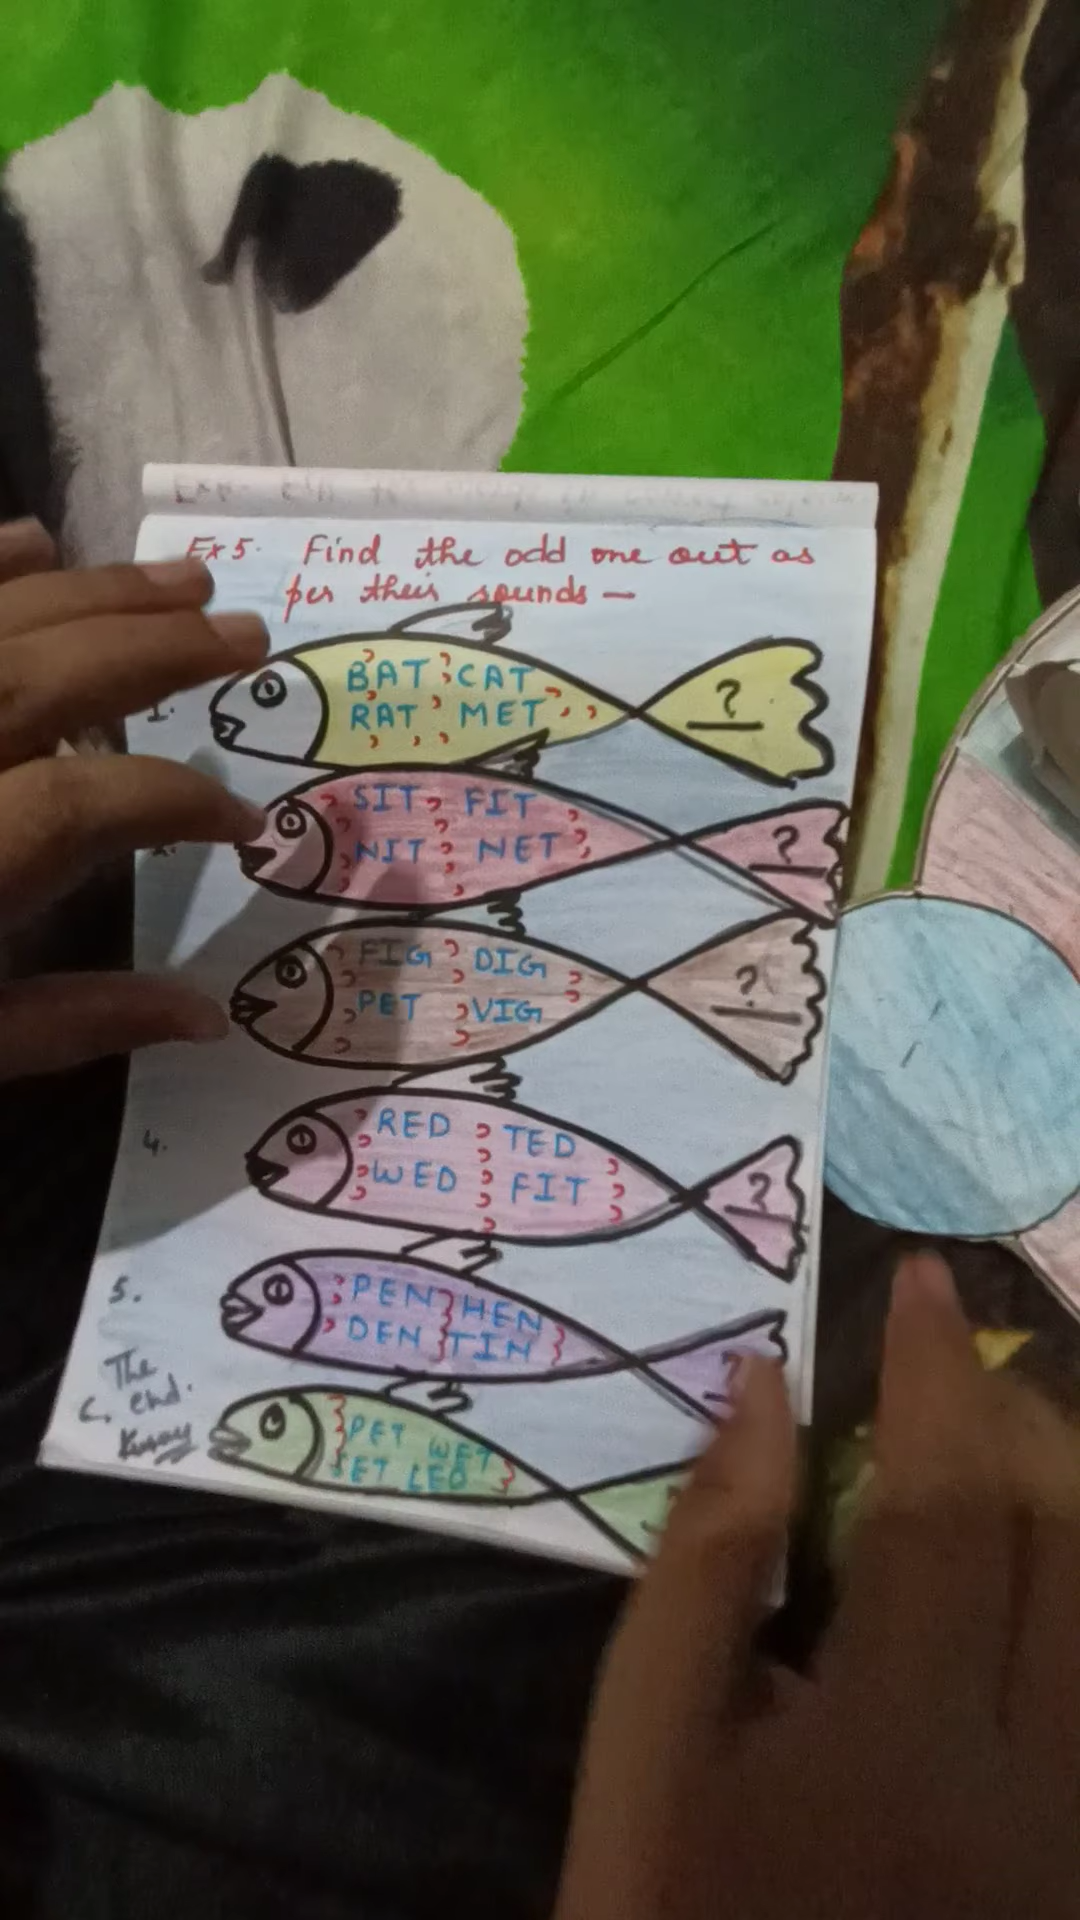 Ex 5. Find the odd one out as
per their sounds —
1. BAT CAT
RAT MET
?
SIT FIT
NIT NET
?
FIG DIG
PET VIG
?
4. RED TED
WED FIT
?
5. PEN HEN
DEN TIN
?
The
end.
PET WET
SET LEG